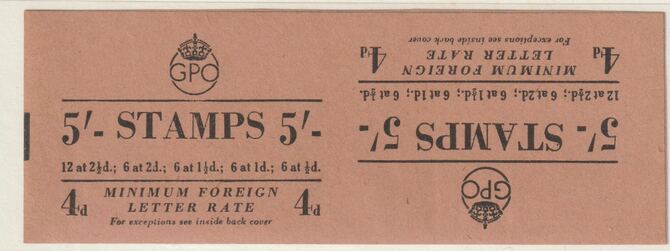 GPO
5'- STAMPS 5'-
12 at 2½d.; 6 at 2d.; 6 at 1½d.; 6 at 1d.; 6 at ½d.
4d MINIMUM FOREIGN LETTER RATE 4d
For exceptions see inside back cover
GPO
5'- STAMPS 5'-
12 at 2½d.; 6 at 2d.; 6 at 1½d.; 6 at 1d.; 6 at ½d.
4d MINIMUM FOREIGN LETTER RATE 4d
For exceptions see inside back cover